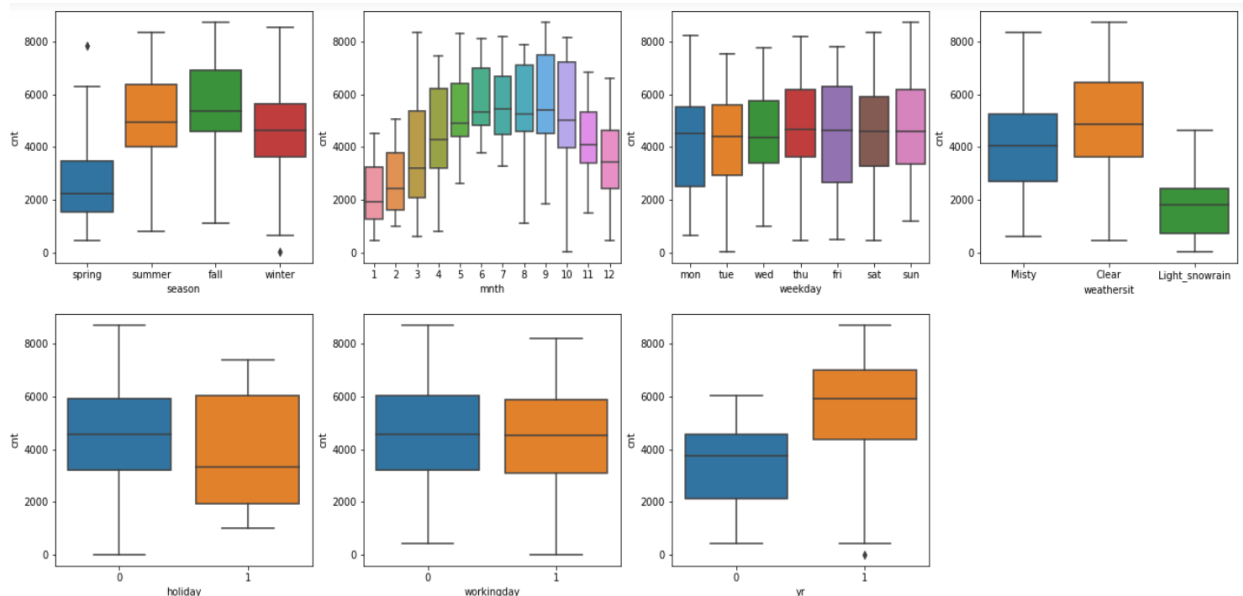 8000
6000
4000
2000
0
cnt
spring summer fall winter
season
8000
6000
4000
2000
0
cnt
1 2 3 4 5 6 7 8 9 10 11 12
mnth
8000
6000
4000
2000
0
cnt
mon tue wed thu fri sat sun
weekday
8000
6000
4000
2000
0
cnt
Misty Clear Light_snowrain
weathersit
8000
6000
4000
2000
0
cnt
0 1
holiday
8000
6000
4000
2000
0
cnt
0 1
workingday
8000
6000
4000
2000
0
cnt
0 1
yr